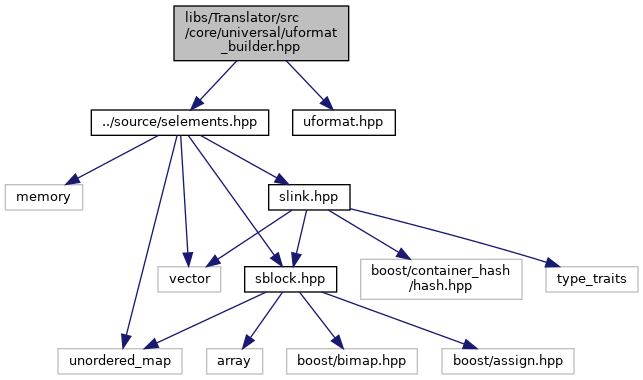 libs/Translator/src
/core/universal/uformat
_builder.hpp
../source/selements.hpp
uformat.hpp
memory
slink.hpp
vector
sblock.hpp
boost/container_hash
/hash.hpp
type_traits
unordered_map
array
boost/bimap.hpp
boost/assign.hpp